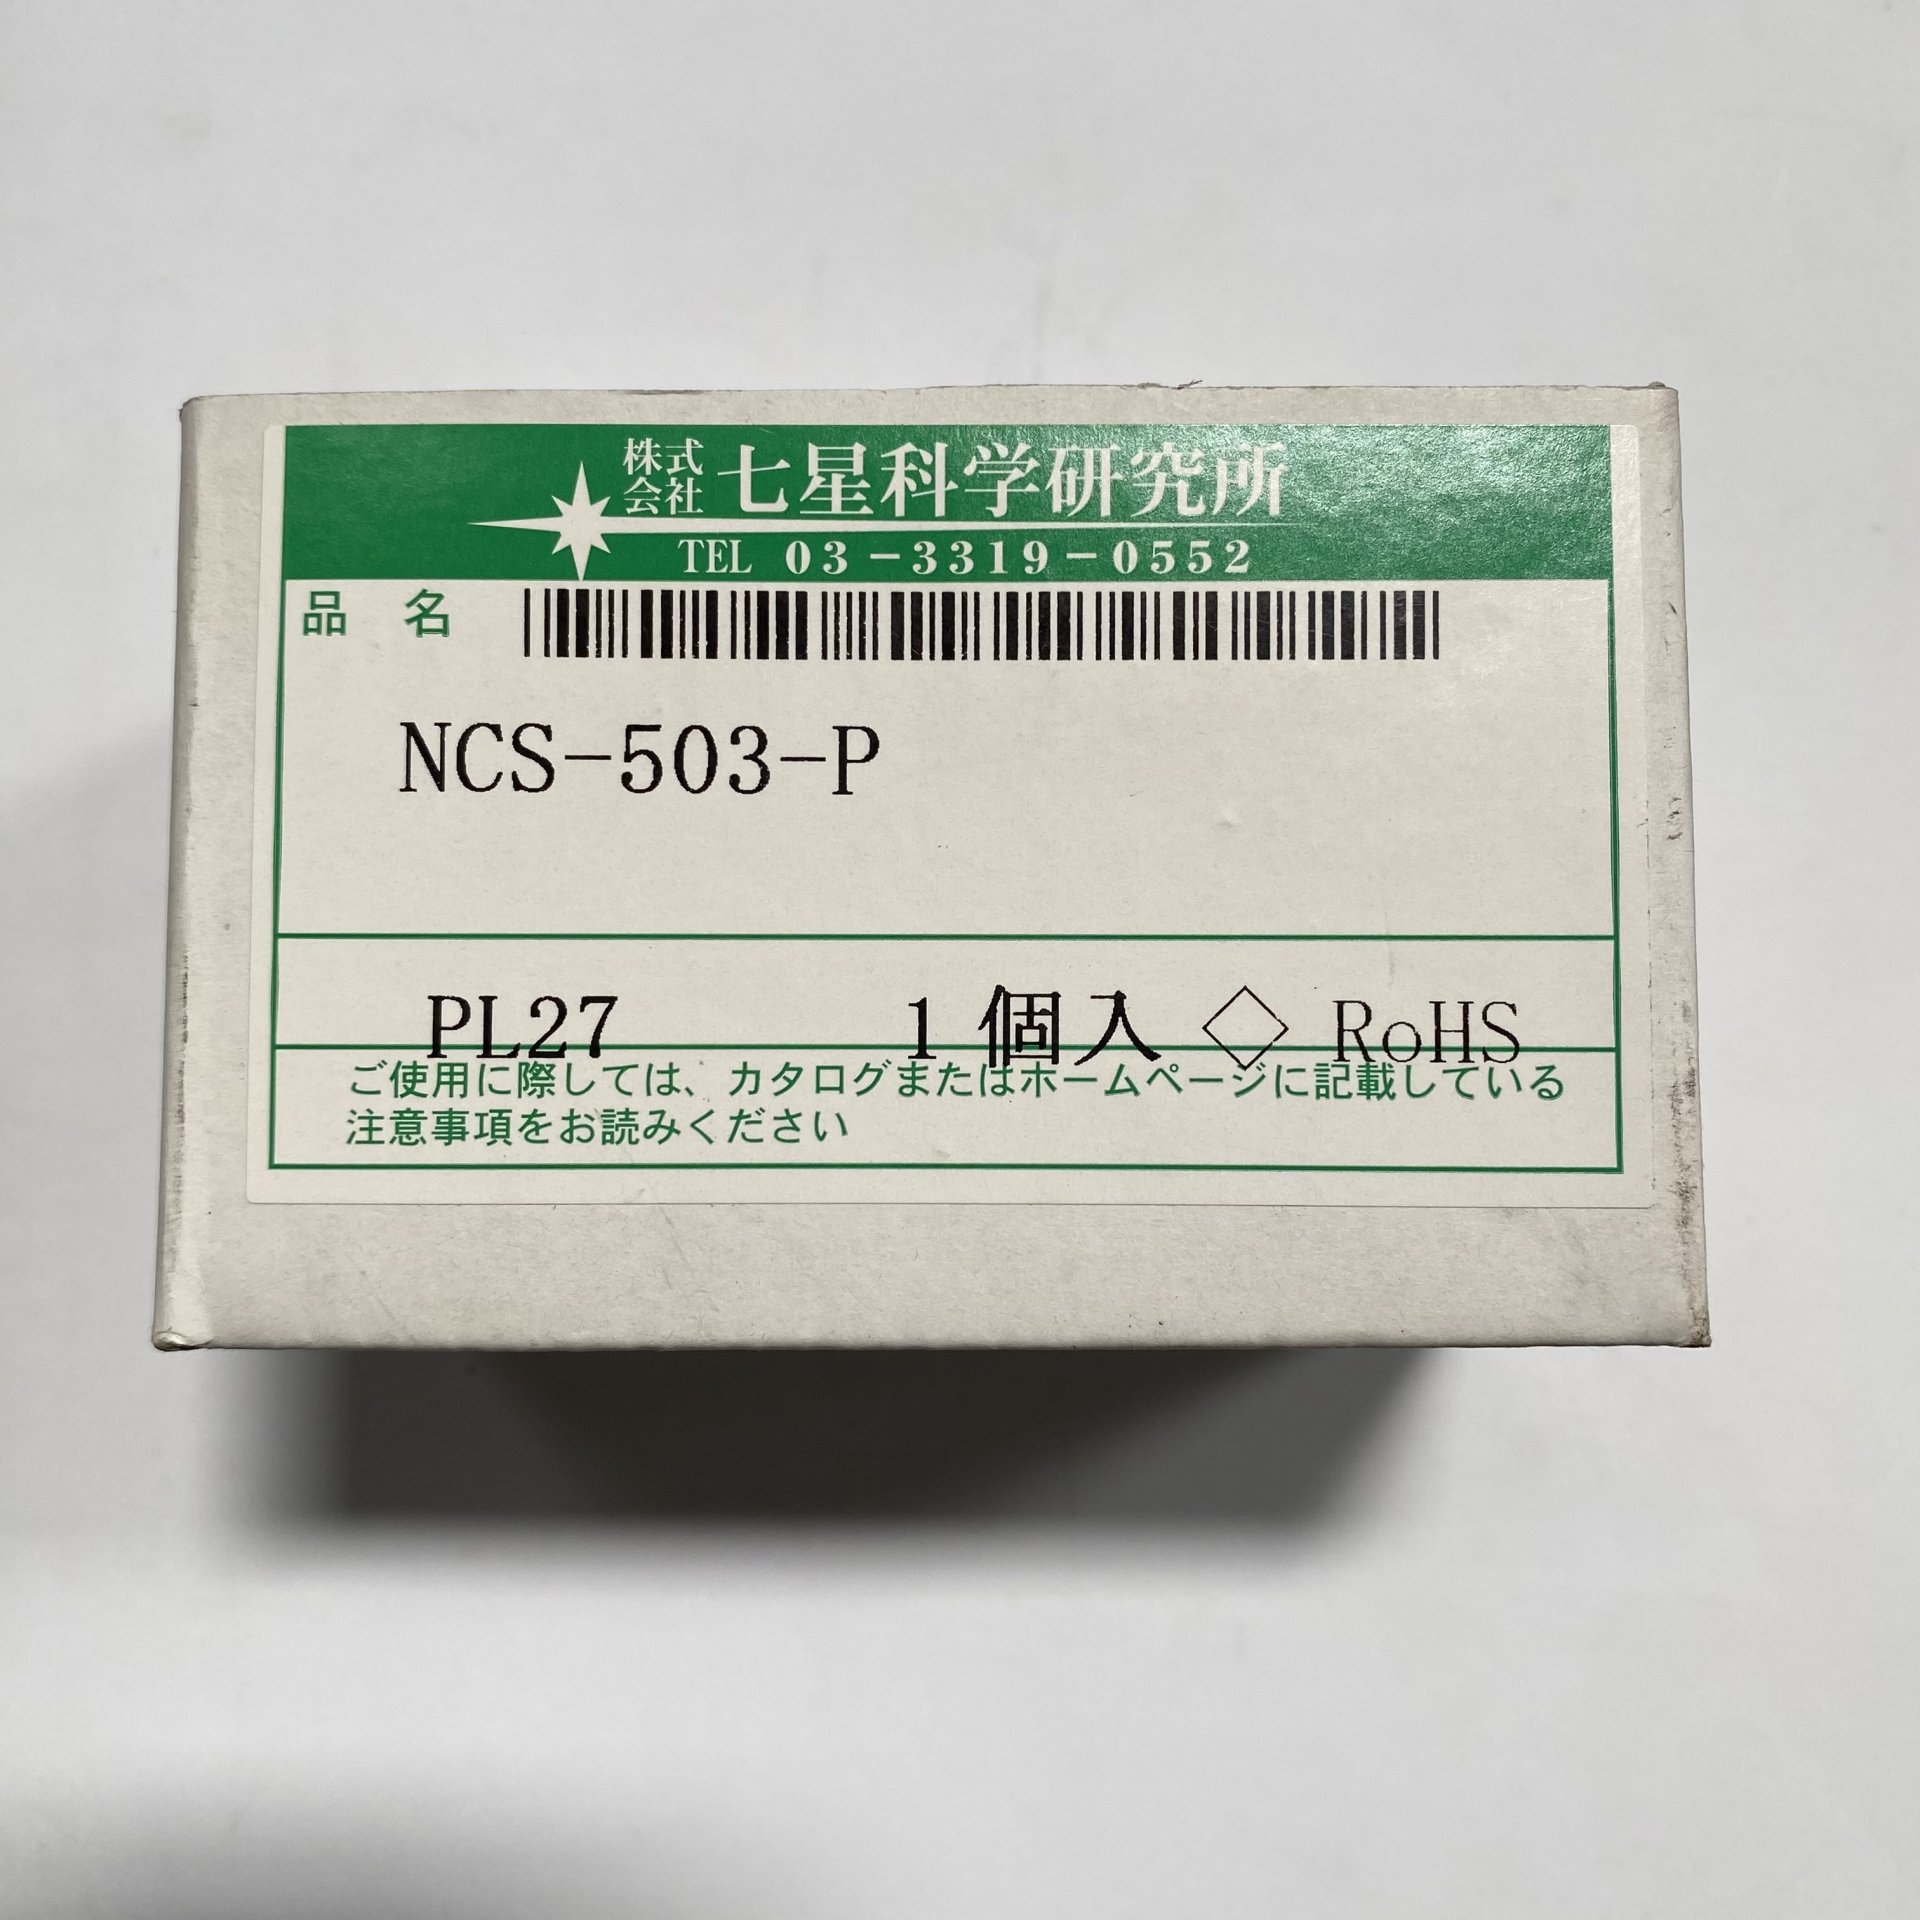 株式会社 七星科学研究所
TEL 03-3319-0552
品 名
NCS-503-P
PL27 1個入 ◇ RoHS
ご使用に際しては、カタログまたはホームページに記載している
注意事項をお読みください